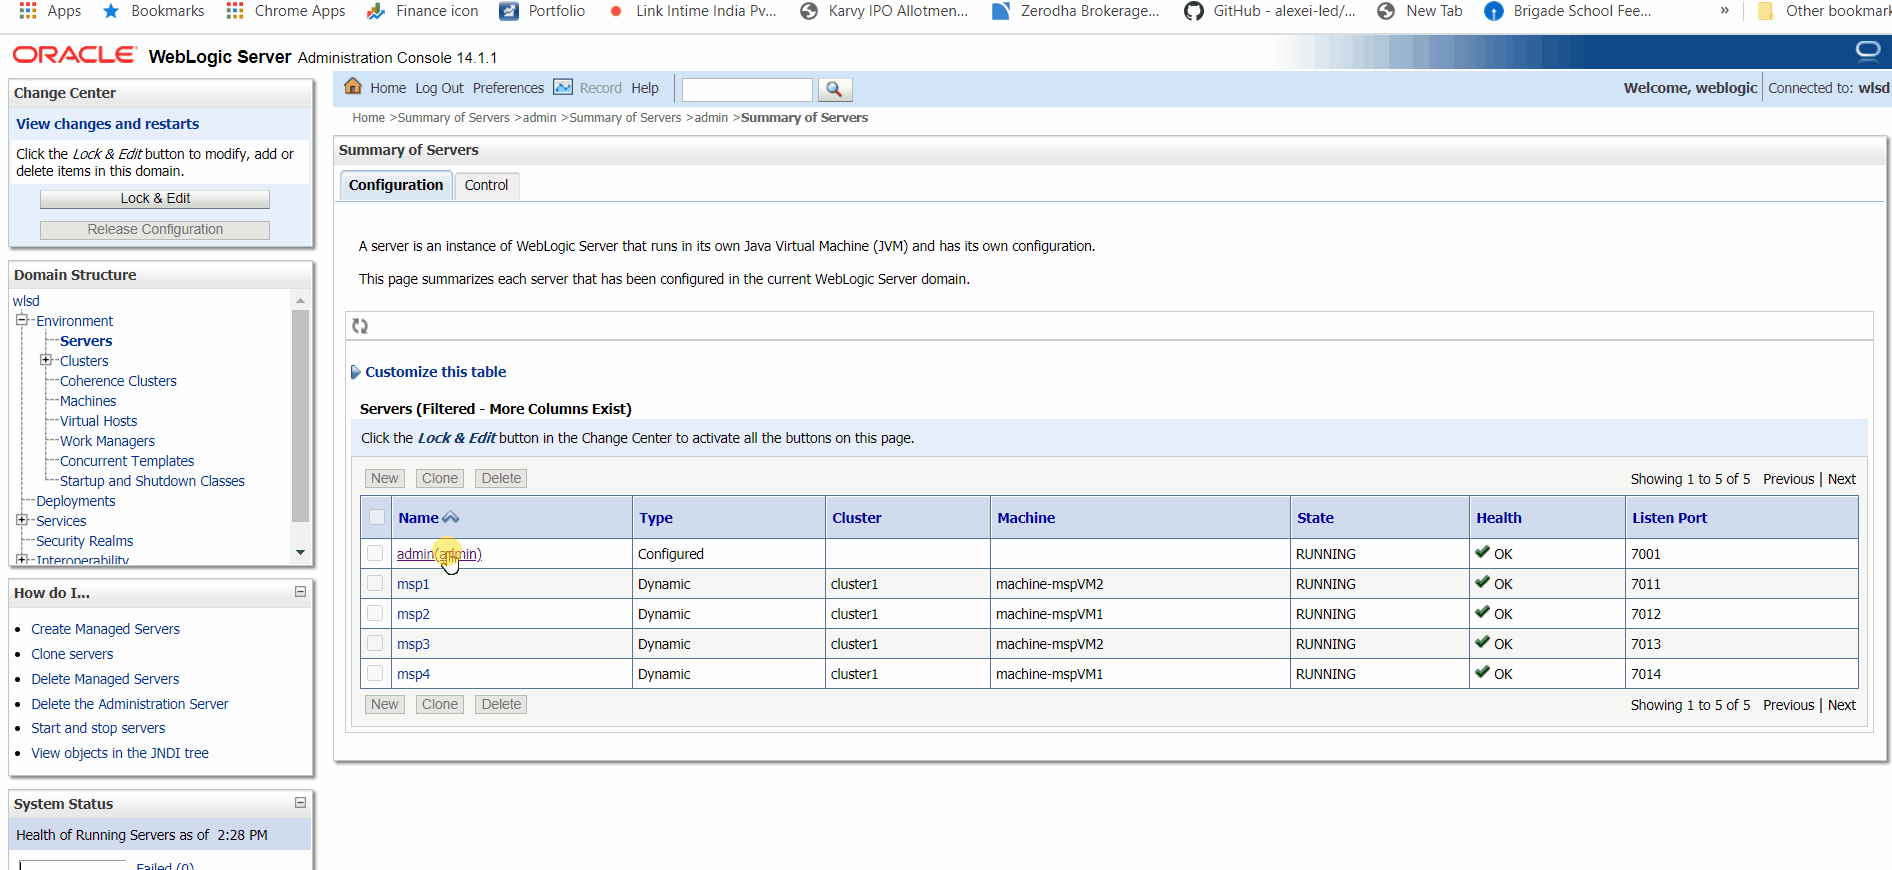 Apps Bookmarks Chrome Apps Finance icon Portfolio Link Intime India Pv... Karvy IPO Allotmen... Zerodha Brokerage... GitHub - alexei-led/... New Tab Brigade School Fee... » Other bookmark
ORACLE WebLogic Server Administration Console 14.1.1
Change Center
View changes and restarts
Click the Lock & Edit button to modify, add or
delete items in this domain.
Lock & Edit
Release Configuration
Domain Structure
wlsd
Environment
Servers
Clusters
Coherence Clusters
Machines
Virtual Hosts
Work Managers
Concurrent Templates
Startup and Shutdown Classes
Deployments
Services
Security Realms
Interoperability
How do I...
Create Managed Servers
Clone servers
Delete Managed Servers
Delete the Administration Server
Start and stop servers
View objects in the JNDI tree
System Status
Health of Running Servers as of 2:28 PM
Failed (0)
Home Log Out Preferences Record Help
Welcome, weblogic Connected to: wlsd
Home >Summary of Servers >admin >Summary of Servers >admin >Summary of Servers
Summary of Servers
Configuration Control
A server is an instance of WebLogic Server that runs in its own Java Virtual Machine (JVM) and has its own configuration.
This page summarizes each server that has been configured in the current WebLogic Server domain.
Customize this table
Servers (Filtered - More Columns Exist)
Click the Lock & Edit button in the Change Center to activate all the buttons on this page.
New Clone Delete Showing 1 to 5 of 5 Previous | Next
Name Type Cluster Machine State Health Listen Port
admin(admin) Configured RUNNING OK 7001
msp1 Dynamic cluster1 machine-mspVM2 RUNNING OK 7011
msp2 Dynamic cluster1 machine-mspVM1 RUNNING OK 7012
msp3 Dynamic cluster1 machine-mspVM2 RUNNING OK 7013
msp4 Dynamic cluster1 machine-mspVM1 RUNNING OK 7014
New Clone Delete Showing 1 to 5 of 5 Previous | Next